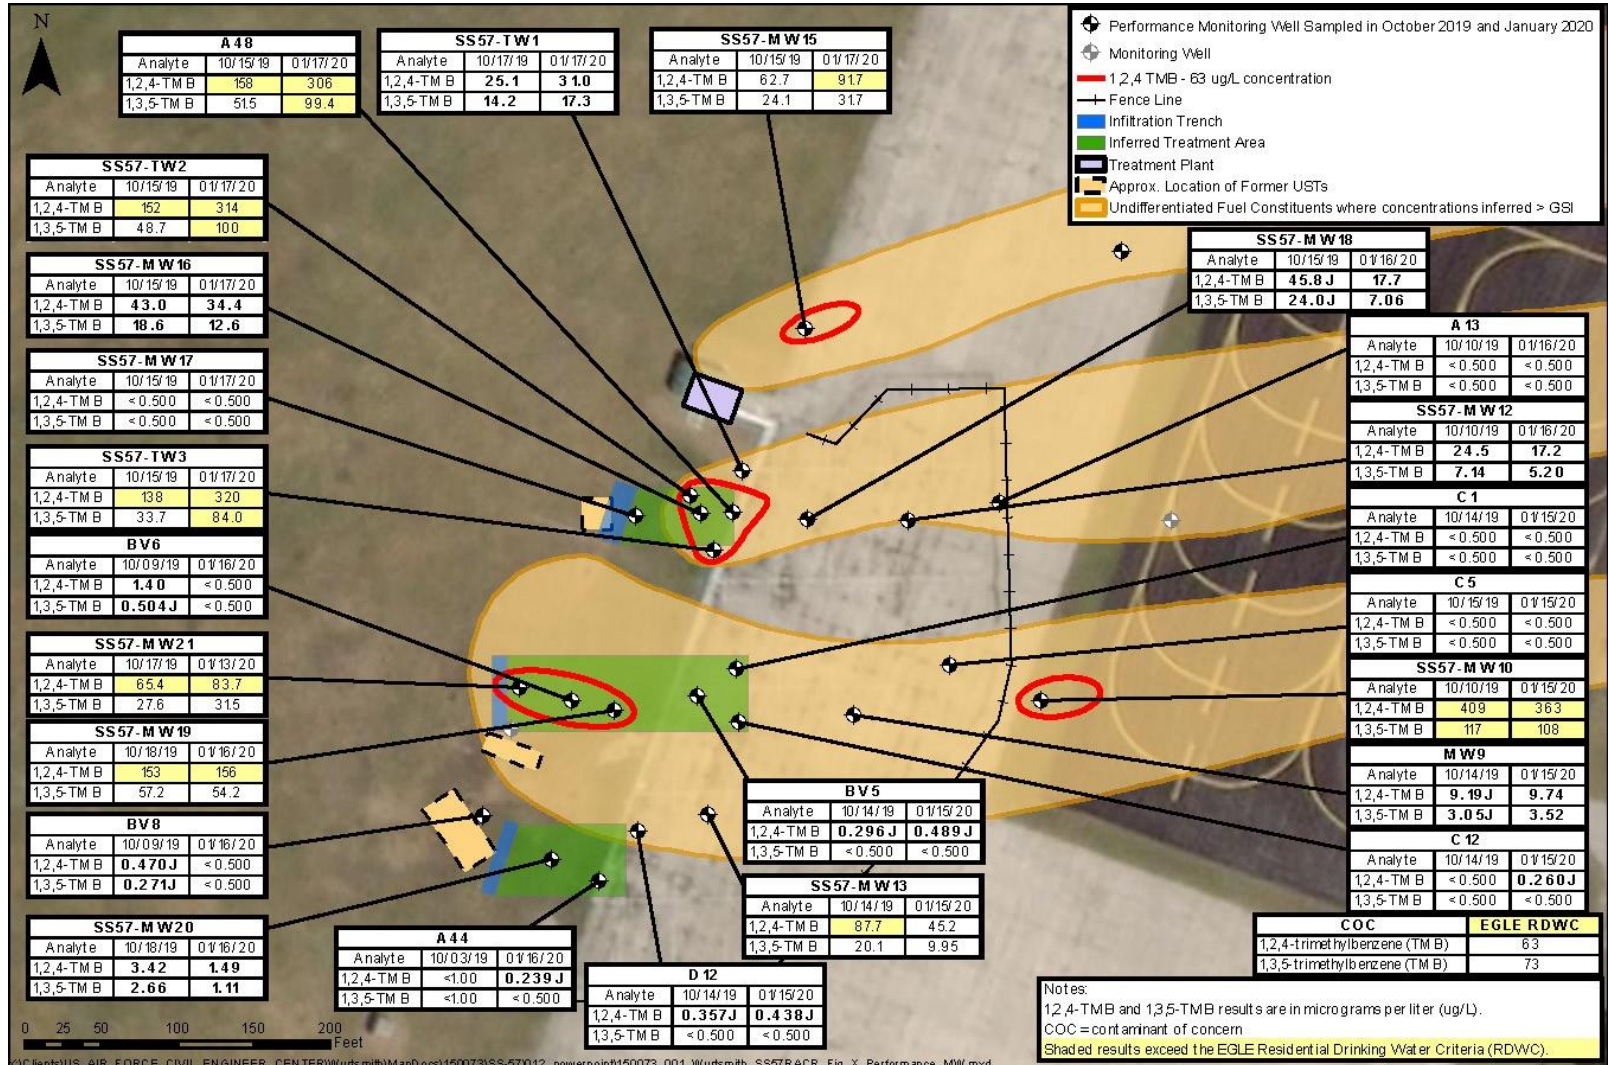 N
A48
Analyte 10/15/19 01/17/20
1,2,4-TMB 158 306
1,3,5-TMB 51.5 99.4
SS57-TW1
Analyte 10/17/19 01/17/20
1,2,4-TMB 25.1 31.0
1,3,5-TMB 14.2 17.3
SS57-MW15
Analyte 10/15/19 01/17/20
1,2,4-TMB 62.7 91.7
1,3,5-TMB 24.1 31.7
Performance Monitoring Well Sampled in October 2019 and January 2020
Monitoring Well
1,2,4 TMB - 63 ug/L concentration
Fence Line
Infiltration Trench
Inferred Treatment Area
Treatment Plant
Approx. Location of Former USTs
Undifferentiated Fuel Constituents where concentrations inferred > GSI
SS57-TW2
Analyte 10/15/19 01/17/20
1,2,4-TMB 152 314
1,3,5-TMB 48.7 100
SS57-MW16
Analyte 10/15/19 01/17/20
1,2,4-TMB 43.0 34.4
1,3,5-TMB 18.6 12.6
SS57-MW17
Analyte 10/15/19 01/17/20
1,2,4-TMB <0.500 <0.500
1,3,5-TMB <0.500 <0.500
SS57-TW3
Analyte 10/15/19 01/17/20
1,2,4-TMB 138 320
1,3,5-TMB 33.7 84.0
BV6
Analyte 10/09/19 01/16/20
1,2,4-TMB 1.40 <0.500
1,3,5-TMB 0.504J <0.500
SS57-MW21
Analyte 10/17/19 01/13/20
1,2,4-TMB 65.4 83.7
1,3,5-TMB 27.6 31.5
SS57-MW19
Analyte 10/18/19 01/16/20
1,2,4-TMB 153 156
1,3,5-TMB 57.2 54.2
BV8
Analyte 10/09/19 01/16/20
1,2,4-TMB 0.470J <0.500
1,3,5-TMB 0.271J <0.500
SS57-MW20
Analyte 10/18/19 01/16/20
1,2,4-TMB 3.42 1.49
1,3,5-TMB 2.66 1.11
A44
Analyte 10/03/19 01/16/20
1,2,4-TMB <1.00 0.239J
1,3,5-TMB <1.00 <0.500
D12
Analyte 10/14/19 01/15/20
1,2,4-TMB 0.357J 0.438J
1,3,5-TMB <0.500 <0.500
BV5
Analyte 10/14/19 01/15/20
1,2,4-TMB 0.296J 0.489J
1,3,5-TMB <0.500 <0.500
SS57-MW13
Analyte 10/14/19 01/15/20
1,2,4-TMB 87.7 45.2
1,3,5-TMB 20.1 9.95
SS57-MW18
Analyte 10/15/19 01/16/20
1,2,4-TMB 45.8J 17.7
1,3,5-TMB 24.0J 7.06
A13
Analyte 10/10/19 01/16/20
1,2,4-TMB <0.500 <0.500
1,3,5-TMB <0.500 <0.500
SS57-MW12
Analyte 10/10/19 01/16/20
1,2,4-TMB 24.5 17.2
1,3,5-TMB 7.14 5.20
C1
Analyte 10/14/19 01/15/20
1,2,4-TMB <0.500 <0.500
1,3,5-TMB <0.500 <0.500
C5
Analyte 10/15/19 01/15/20
1,2,4-TMB <0.500 <0.500
1,3,5-TMB <0.500 <0.500
SS57-MW10
Analyte 10/10/19 01/15/20
1,2,4-TMB 409 363
1,3,5-TMB 117 108
MW9
Analyte 10/14/19 01/15/20
1,2,4-TMB 9.19J 9.74
1,3,5-TMB 3.05J 3.52
C12
Analyte 10/14/19 01/15/20
1,2,4-TMB <0.500 0.260J
1,3,5-TMB <0.500 <0.500
COC EGLE RDWC
1,2,4-trimethylbenzene (TMB) 63
1,3,5-trimethylbenzene (TMB) 73
Notes:
1,2,4-TMB and 1,3,5-TMB results are in micrograms per liter (ug/L).
COC = contaminant of concern
Shaded results exceed the EGLE Residential Drinking Water Criteria (RDWC).
0 25 50 100 150 200
Feet